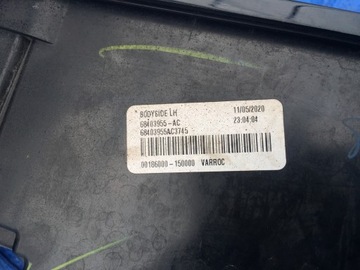 BODYSIDE LH 11/05/2020
68403955-AC 23:04:04
68403955AC3745
00186000-150000 VARROC